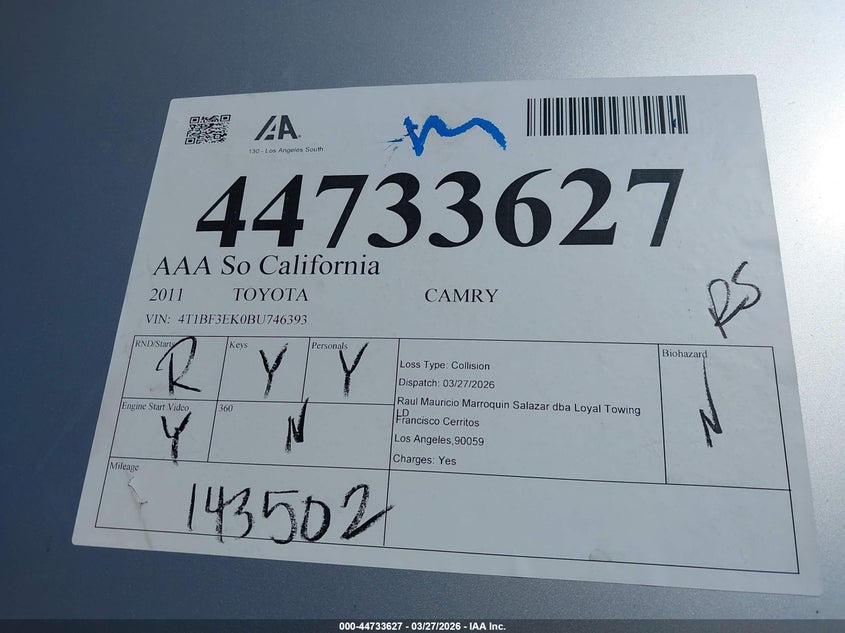 IAA
130 - Los Angeles South
44733627
AAA So California
2011 TOYOTA CAMRY
VIN: 4T1BF3EK0BU746393
RS
RND/Start R
Keys Y
Personals Y
Loss Type: Collision
Dispatch: 03/27/2026
Raul Mauricio Marroquin Salazar dba Loyal Towing
LD
Francisco Cerritos
Los Angeles,90059
Charges: Yes
Biohazard N
Engine Start Video Y
360 N
Mileage
143502
000-44733627 - 03/27/2026 - IAA Inc.